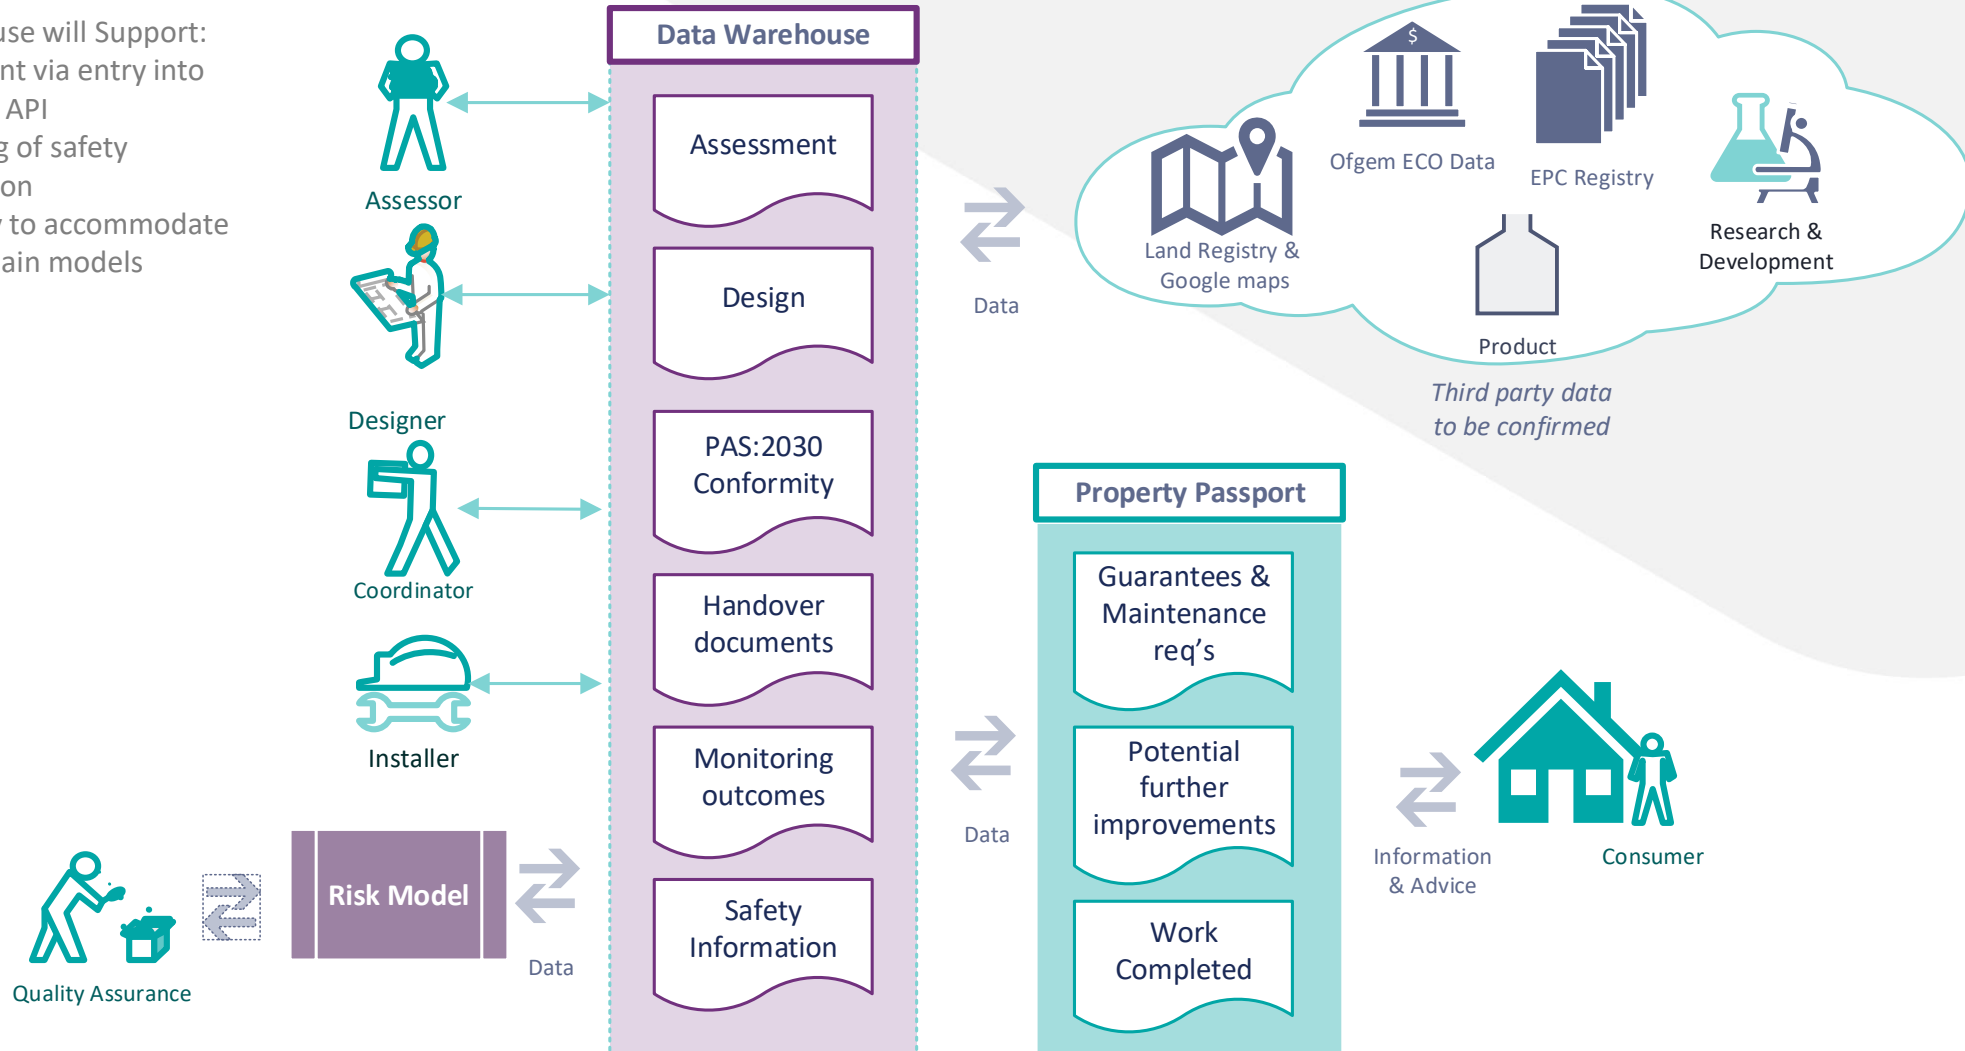 use will Support:
nt via entry into
API
g of safety
on
y to accommodate
ain models
Assessor
Designer
Coordinator
Installer
Quality Assurance
Risk Model
Data
Data Warehouse
Assessment
Design
PAS:2030
Conformity
Handover
documents
Monitoring
outcomes
Safety
Information
Data
$
Ofgem ECO Data
EPC Registry
Land Registry &
Google maps
Research &
Development
Product
Third party data
to be confirmed
Data
Property Passport
Guarantees &
Maintenance
req's
Potential
further
improvements
Work
Completed
Information
& Advice
Consumer